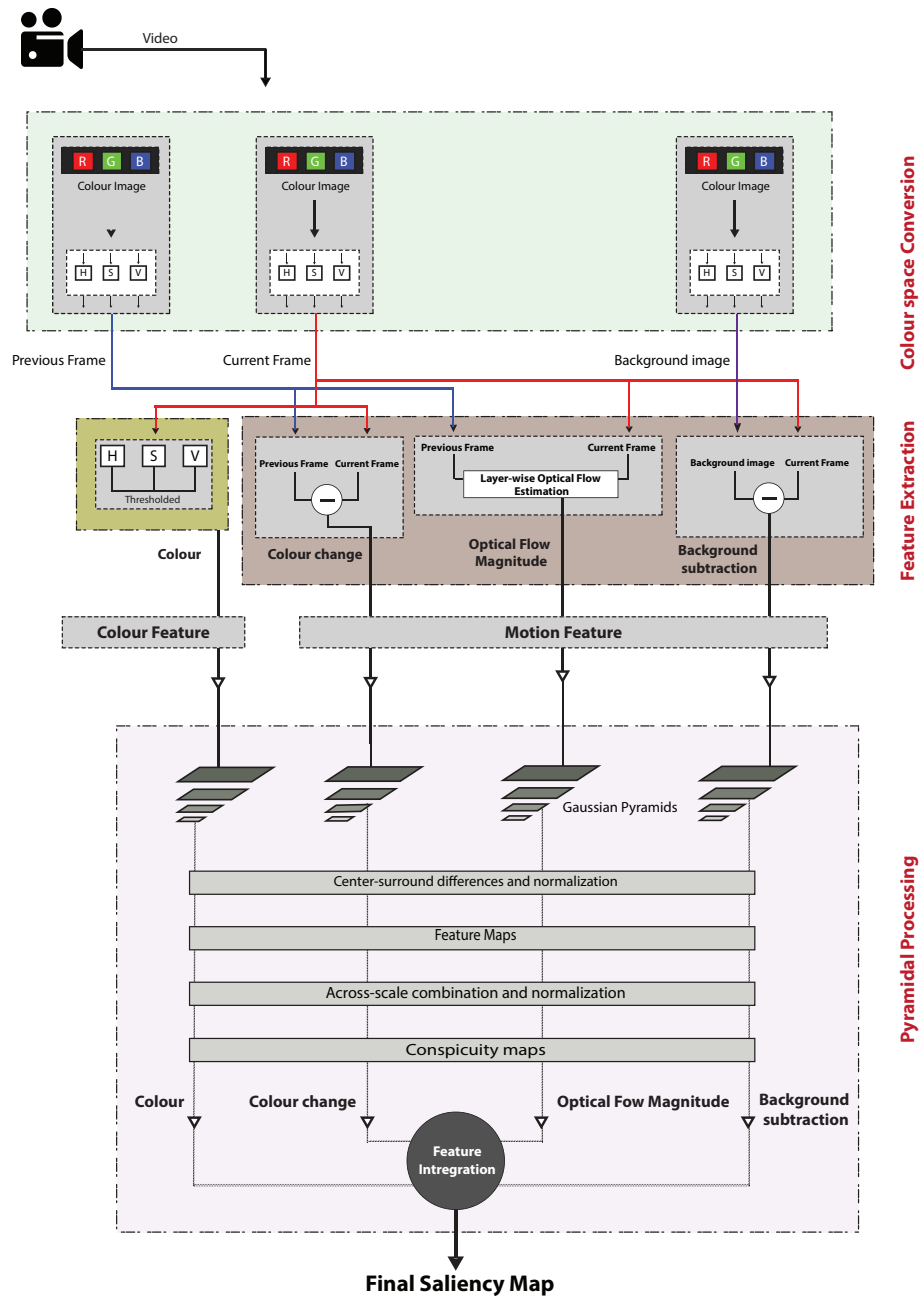 Video
R G B
Colour Image
H S V
R G B
Colour Image
H S V
R G B
Colour Image
H S V
Colour space Conversion
Previous Frame
Current Frame
Background image
H S V
Thresholded
Previous Frame Current Frame
Previous Frame
Current Frame
Layer-wise Optical Flow
Estimation
Background image Current Frame
Colour
Colour change
Optical Flow
Magnitude
Background
subtraction
Feature Extraction
Colour Feature
Motion Feature
Gaussian Pyramids
Center-surround differences and normalization
Feature Maps
Across-scale combination and normalization
Conspicuity maps
Pyramidal Processing
Colour
Colour change
Optical Fow Magnitude
Background
subtraction
Feature
Intregration
Final Saliency Map